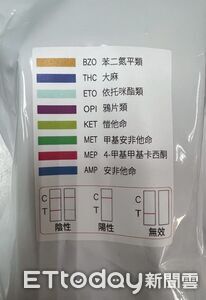 BZO 苯二氮平類
THC 大麻
ETO 依托咪酯類
OPI 鴉片類
KET 愷他命
MET 甲基安非他命
MEP 4-甲基甲基卡西酮
AMP 安非他命
C
T
C
T
C
T
陰性
陽性
無效
ETtoday新聞雲